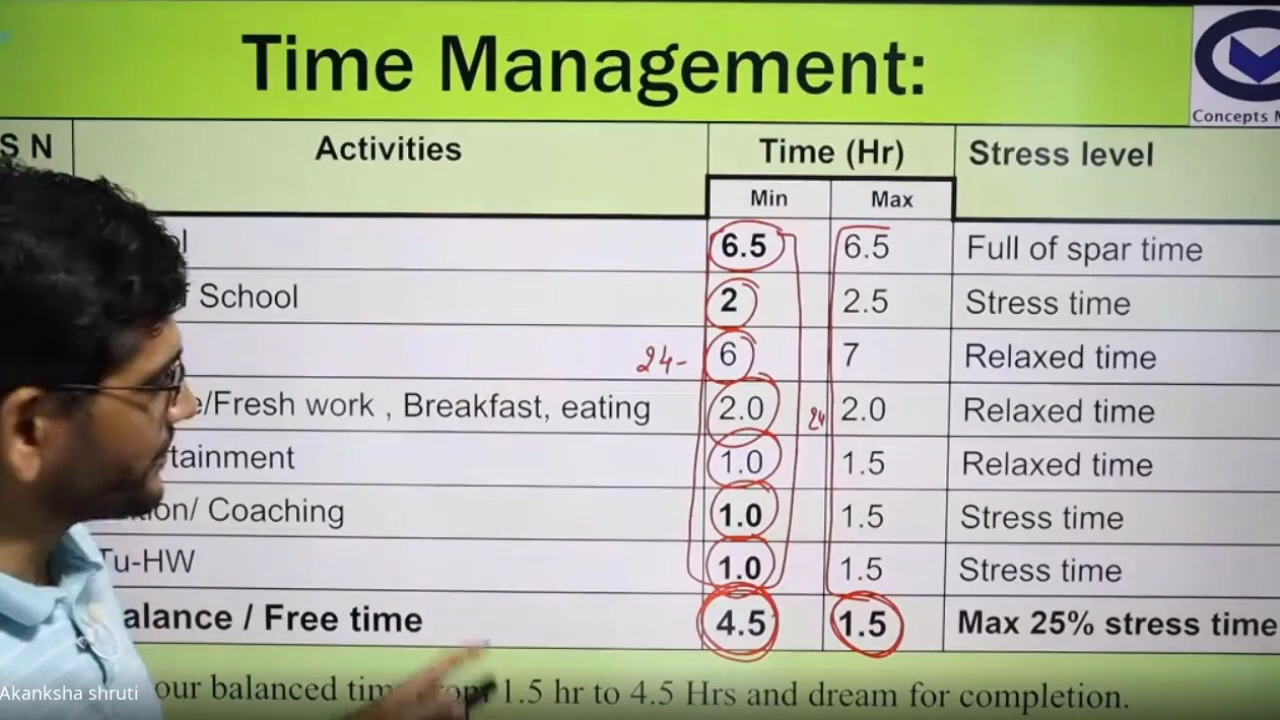 Time Management:
Concepts
S N Activities Time (Hr) Stress level
Min Max
6.5 6.5 Full of spar time
School 2 2.5 Stress time
24- 6 7 Relaxed time
/Fresh work , Breakfast, eating 2.0 24 2.0 Relaxed time
tainment 1.0 1.5 Relaxed time
/ Coaching 1.0 1.5 Stress time
Tu-HW 1.0 1.5 Stress time
alance / Free time 4.5 1.5 Max 25% stress time
Akanksha shruti
our balanced 1.5 hr to 4.5 Hrs and dream for completion.